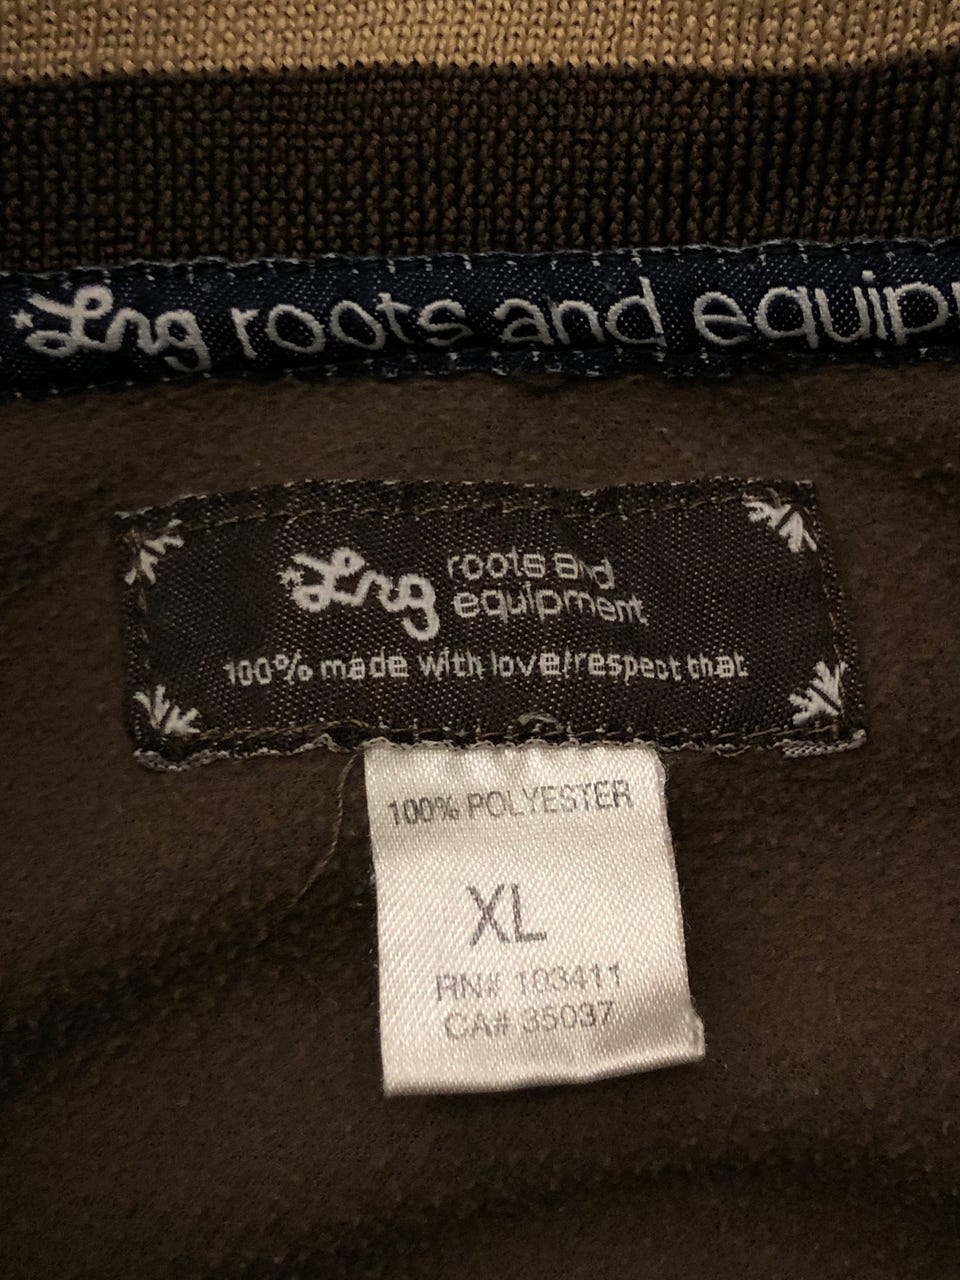 Lrg roots and equip
Lrg roots and
equipment
100% made with love/respect that
100% POLYESTER
XL
RN# 103411
CA# 35037